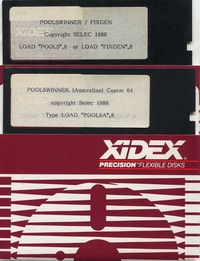 POOLSWINNER / FIXGEN
Copyright SELEC 1986
LOAD "POOLS",8 or LOAD "FIXGEN",8
POOLSWINNER (Australian) Comm 64
copyright Selec 1986
Type LOAD "POOLSA",8
XIDEX
PRECISION FLEXIBLE DISKS